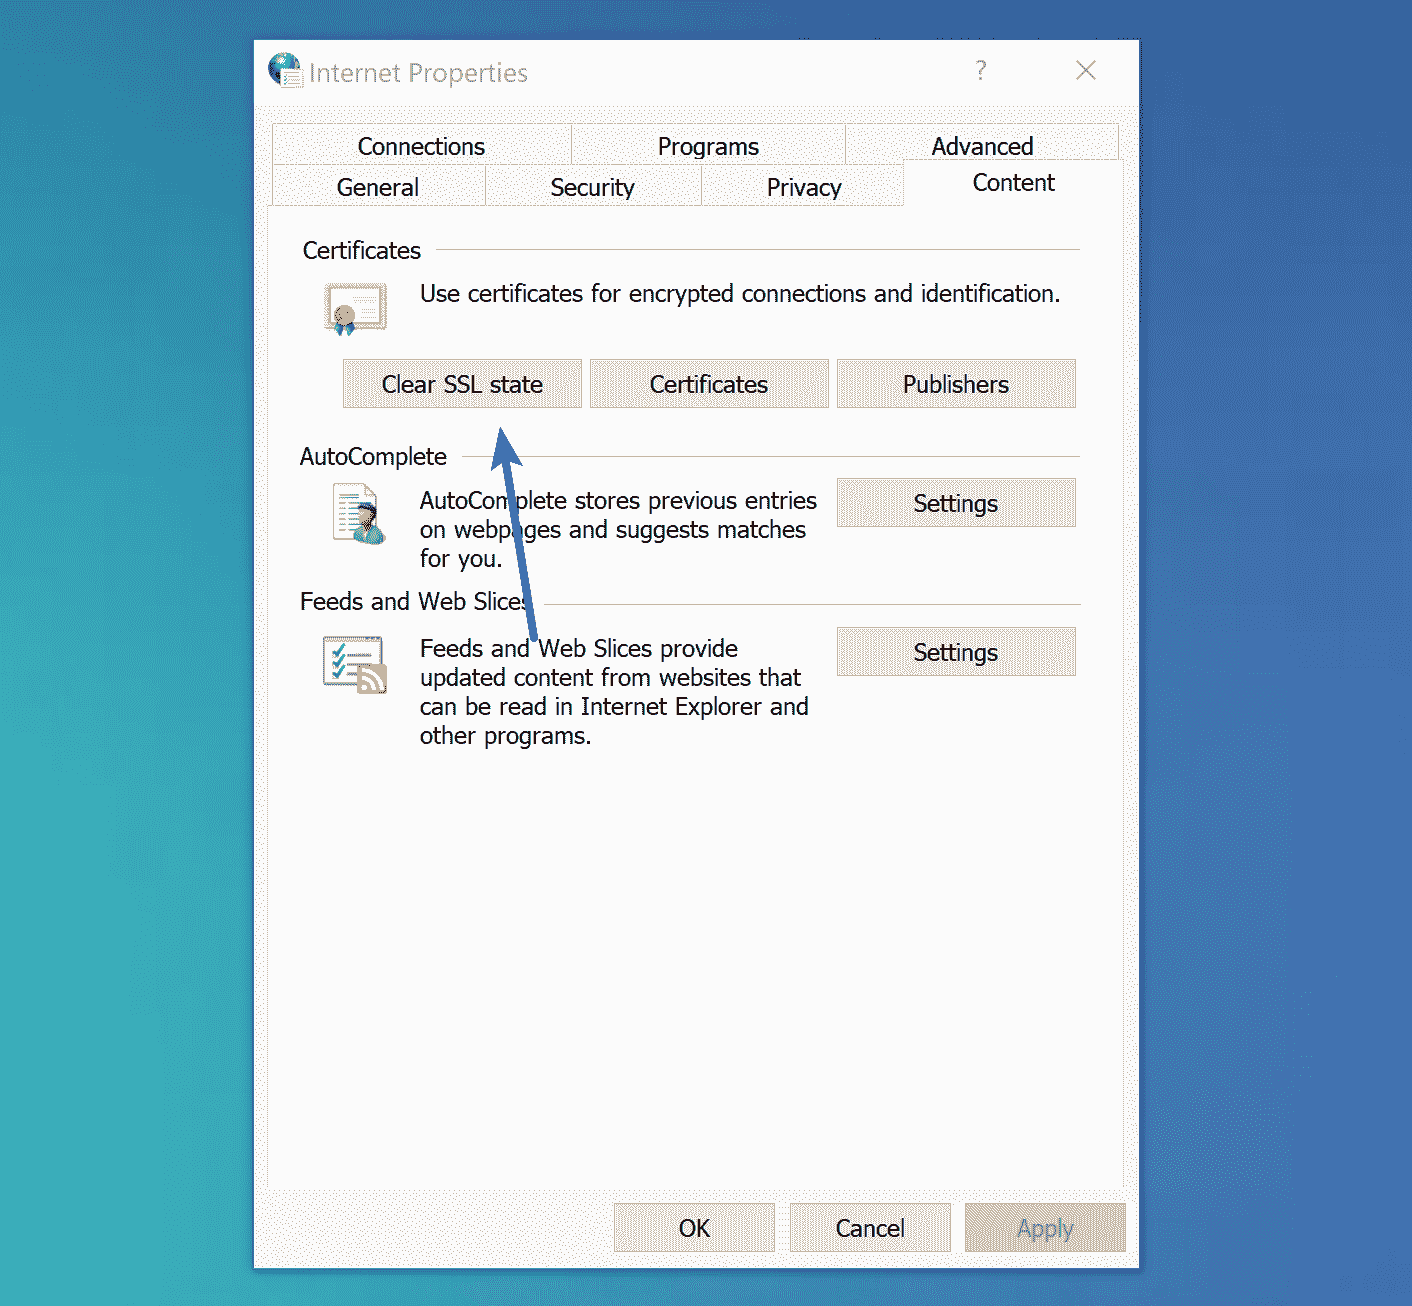 Internet Properties
?
Connections
Programs
Advanced
General
Security
Privacy
Content
Certificates
Use certificates for encrypted connections and identification.
Clear SSL state
Certificates
Publishers
AutoComplete
AutoComplete stores previous entries
on webpages and suggests matches
for you.
Settings
Feeds and Web Slices
Feeds and Web Slices provide
updated content from websites that
can be read in Internet Explorer and
other programs.
Settings
OK
Cancel
Apply